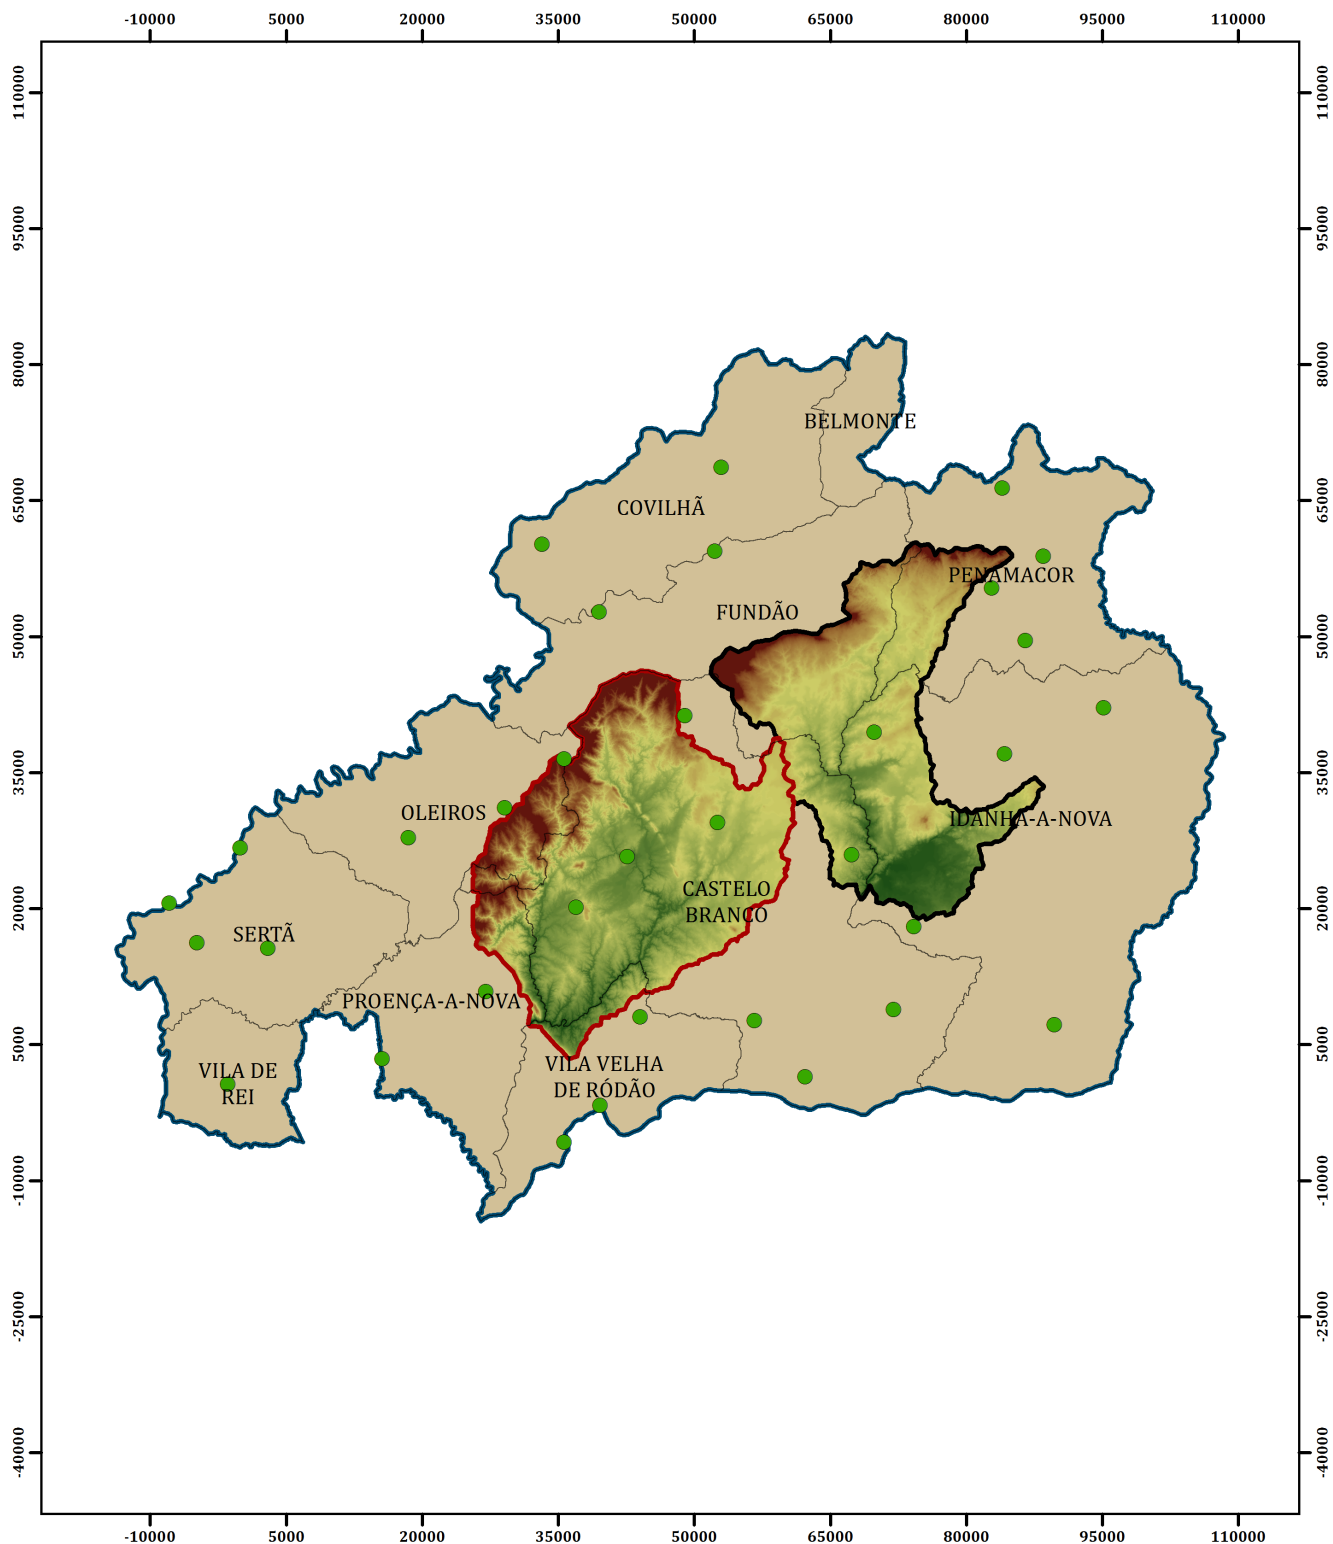 -10000 5000 20000 35000 50000 65000 80000 95000 110000
110000 110000
95000 95000
80000 80000
BELMONTE
65000 COVILHÃ 65000
PENAMACOR
FUNDÃO
50000 50000
35000 35000
OLEIROS IDANHA-A-NOVA
CASTELO
BRANCO
20000 20000
SERTÃ
PROENÇA-A-NOVA
5000 5000
VILA VELHA
DE RÓDÃO
VILA DE
REI
-10000 -10000
-25000 -25000
-40000 -40000
-10000 5000 20000 35000 50000 65000 80000 95000 110000